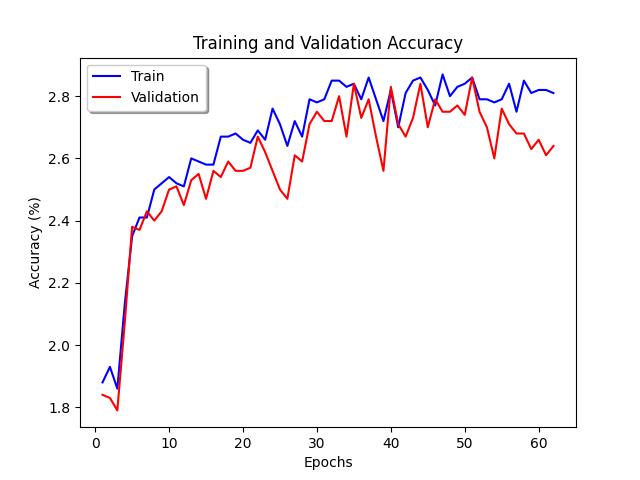 Training and Validation Accuracy
Train
Validation
Accuracy (%)
2.8
2.6
2.4
2.2
2.0
1.8
0 10 20 30 40 50 60
Epochs